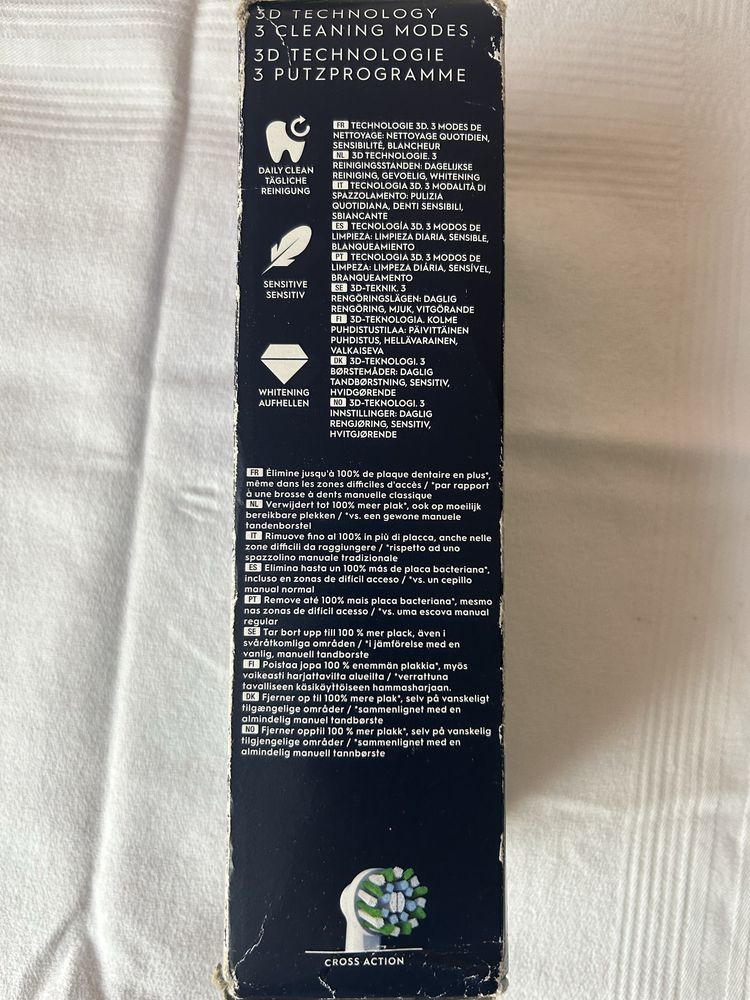 3D TECHNOLOGY
3 CLEANING MODES
3D TECHNOLOGIE
3 PUTZPROGRAMME
DAILY CLEAN
TÄGLICHE
REINIGUNG
SENSITIVE
SENSITIV
WHITENING
AUFHELLEN
FR TECHNOLOGIE 3D. 3 MODES DE
NETTOYAGE: NETTOYAGE QUOTIDIEN,
SENSIBILITÉ, BLANCHEUR
NL 3D TECHNOLOGIE. 3
REINIGINGSSTANDEN: DAGELIJKSE
REINIGING, GEVOELIG, WHITENING
IT TECNOLOGIA 3D. 3 MODALITÀ DI
SPAZZOLAMENTO: PULIZIA
QUOTIDIANA, DENTI SENSIBILI,
SBIANCANTE
ES TECNOLOGÍA 3D. 3 MODOS DE
LIMPIEZA: LIMPIEZA DIARIA, SENSIBLE,
BLANQUEAMIENTO
PT TECNOLOGIA 3D. 3 MODOS DE
LIMPEZA: LIMPEZA DIÁRIA, SENSÍVEL,
BRANQUEAMENTO
SE 3D-TEKNIK. 3
RENGÖRINGSLÄGEN: DAGLIG
RENGÖRING, MJUK, VITGÖRANDE
FI 3D-TEKNOLOGIA. KOLME
PUHDISTUSTILAA: PÄIVITTÄINEN
PUHDISTUS, HELLÄVARAINEN,
VALKAISEVA
DK 3D-TEKNOLOGI. 3
BØRSTEMÅDER: DAGLIG
TANDBØRSTNING, SENSITIV,
HVIDGØRENDE
NO 3D-TEKNOLOGI. 3
INNSTILLINGER: DAGLIG
RENGJØRING, SENSITIV,
HVITGJØRENDE
FR Élimine jusqu'à 100% de plaque dentaire en plus*,
même dans les zones difficiles d'accès / *par rapport
à une brosse à dents manuelle classique
NL Verwijdert tot 100% meer plak*, ook op moeilijk
bereikbare plekken / *vs. een gewone manuele
tandenborstel
IT Rimuove fino al 100% in più di placca, anche nelle
zone difficili da raggiungere / *rispetto ad uno
spazzolino manuale tradizionale
ES Elimina hasta un 100% más de placa bacteriana*,
incluso en zonas de difícil acceso / *vs. un cepillo
manual normal
PT Remove até 100% mais placa bacteriana*, mesmo
nas zonas de difícil acesso / *vs. uma escova manual
regular
SE Tar bort upp till 100 % mer plack, även i
svåråtkomliga områden / *i jämförelse med en
vanlig, manuell tandborste
FI Poistaa jopa 100 % enemmän plakkia*, myös
vaikeasti harjattavilta alueilta / *verrattuna
tavalliseen käsikäyttöiseen hammasharjaan.
DK Fjerner op til 100% mere plak*, selv på vanskeligt
tilgængelige områder / *sammenlignet med en
almindelig manuel tandbørste
NO Fjerner opptil 100 % mer plakk*, selv på vanskelig
tilgjengelige områder / *sammenlignet med en
almindelig manuell tannbørste
CROSS ACTION